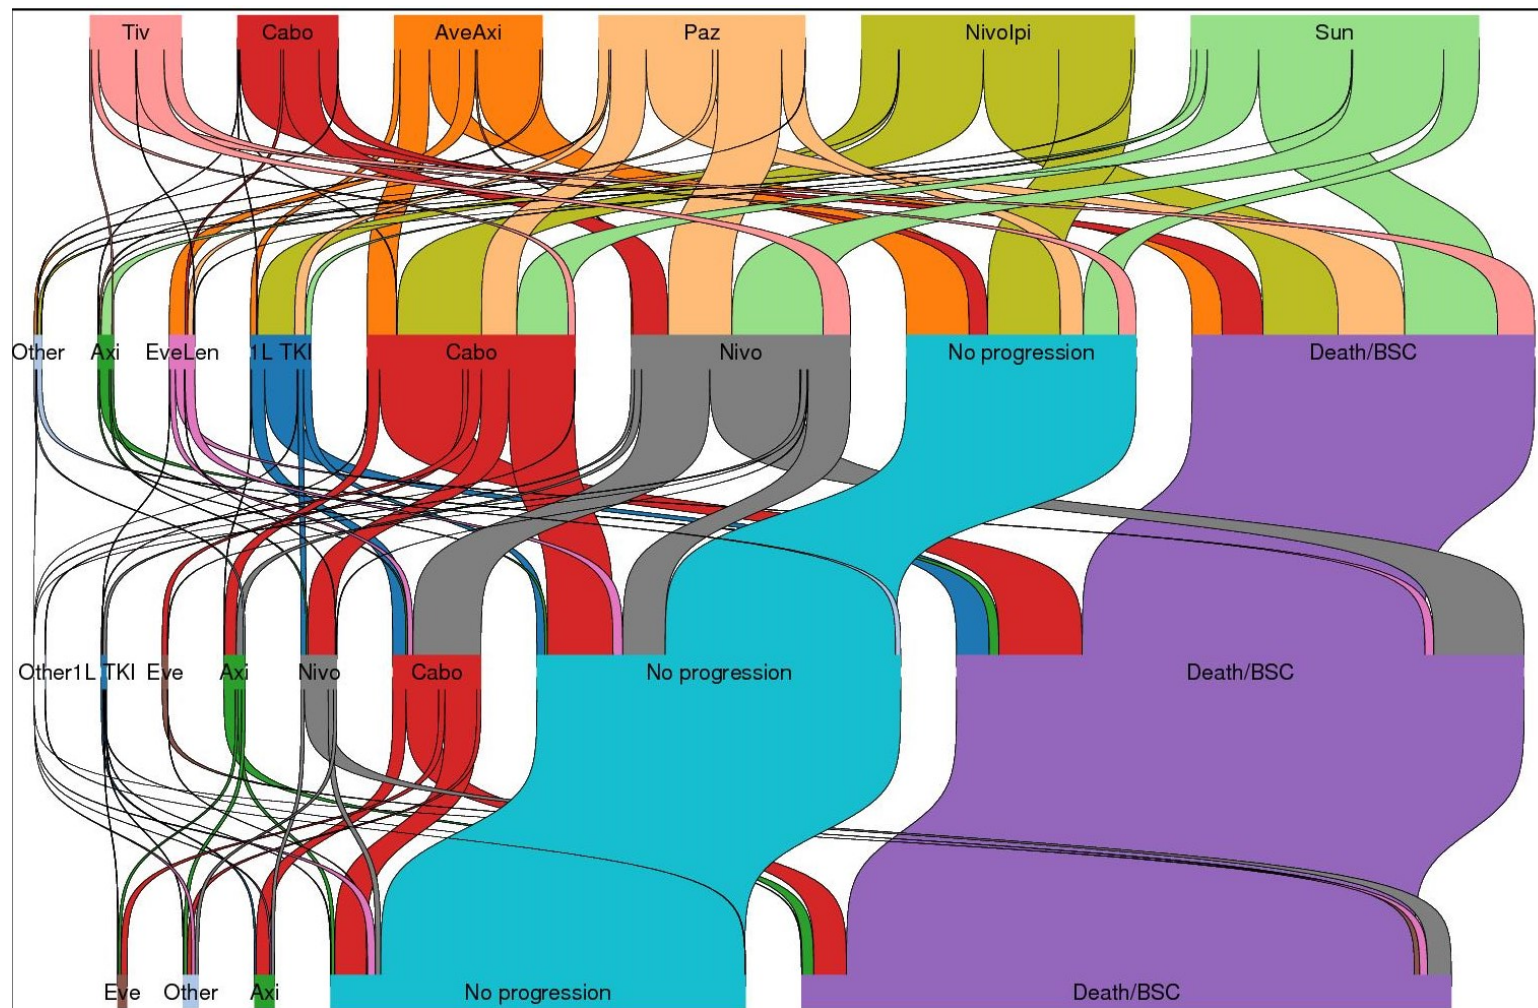 Tiv Cabo AveAxi Paz NivoIpi Sun
Other Axi EveLen 1L TKI Cabo Nivo No progression Death/BSC
Other 1L TKI Eve Axi Nivo Cabo No progression Death/BSC
Eve Other Axi No progression Death/BSC